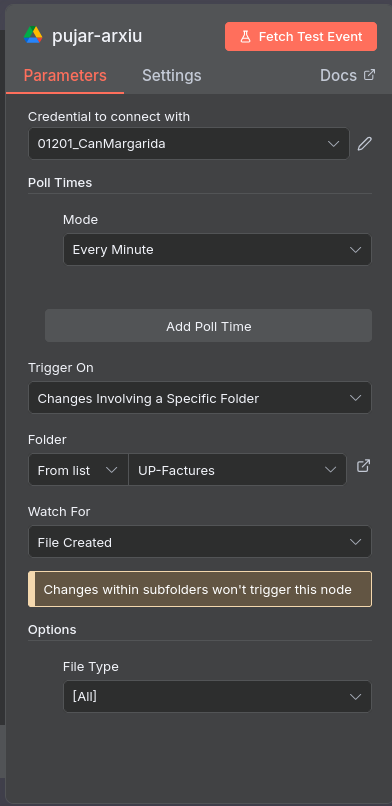 pujar-arxiu
Fetch Test Event
Parameters
Settings
Docs
Credential to connect with
01201_CanMargarida
Poll Times
Mode
Every Minute
Add Poll Time
Trigger On
Changes Involving a Specific Folder
Folder
From list
UP-Factures
Watch For
File Created
Changes within subfolders won't trigger this node
Options
File Type
[All]